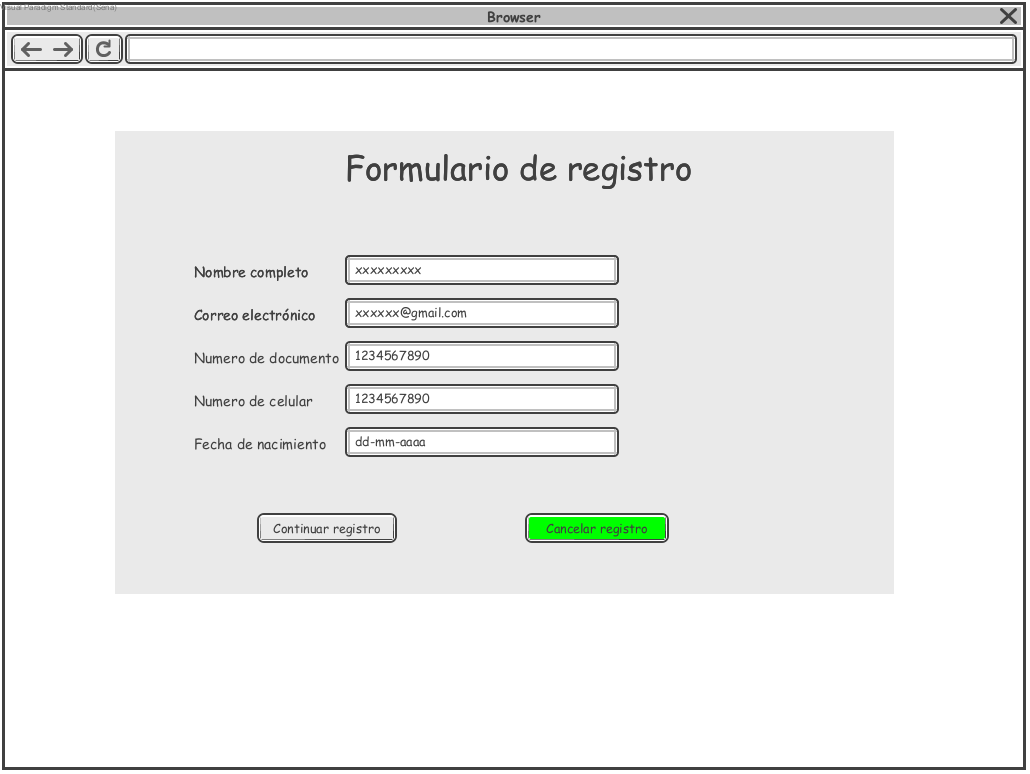 Visual Paradigm Standard(Sena)
Browser
Formulario de registro
Nombre completo xxxxxxxxx
Correo electrónico xxxxxx@gmail.com
Numero de documento 1234567890
Numero de celular 1234567890
Fecha de nacimiento dd-mm-aaaa
Continuar registro Cancelar registro